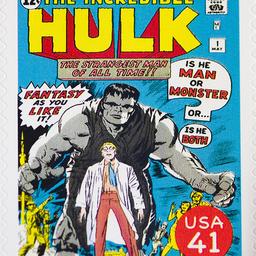 12¢ THE INCREDIBLE
HULK
THE STRANGEST MAN
OF ALL TIME!!
1
MAY
IS HE
MAN
OR
MONSTER
OR...
IS HE
BOTH
FANTASY
AS YOU
LIKE
IT!
USA
41